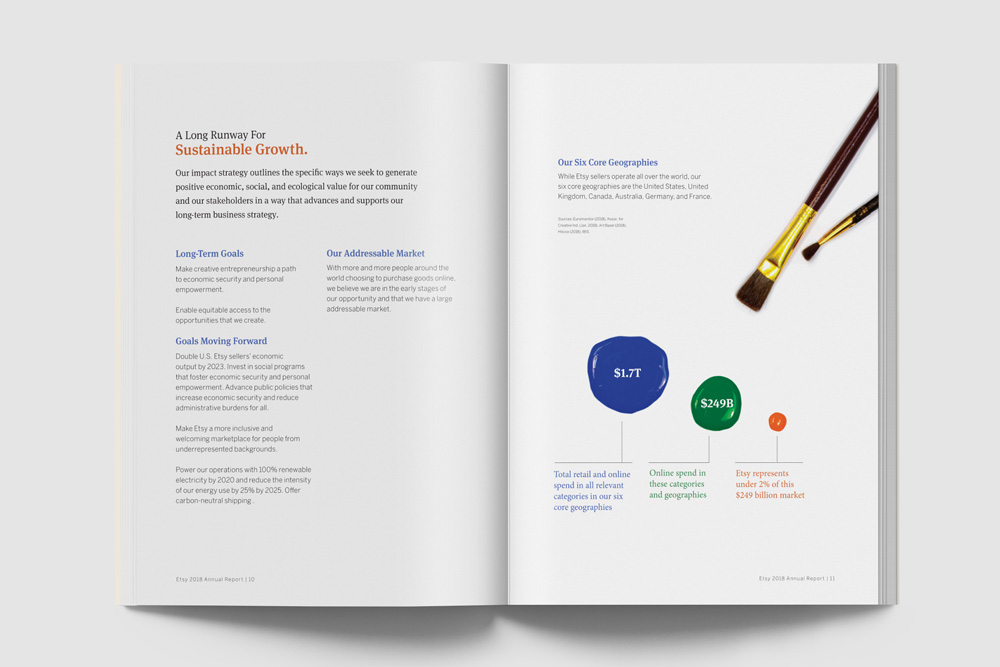 A Long Runway For
Sustainable Growth.
Our impact strategy outlines the specific ways we seek to generate
positive economic, social, and ecological value for our community
and our stakeholders in a way that advances and supports our
long-term business strategy.
Long-Term Goals
Make creative entrepreneurship a path
to economic security and personal
empowerment.
Enable equitable access to the
opportunities that we create.
Goals Moving Forward
Double U.S. Etsy sellers' economic
output by 2023. Invest in social programs
that foster economic security and personal
empowerment. Advance public policies that
increase economic security and reduce
administrative burdens for all.
Make Etsy a more inclusive and
welcoming marketplace for people from
underrepresented backgrounds.
Power our operations with 100% renewable
electricity by 2020 and reduce the intensity
of our energy use by 25% by 2025. Offer
carbon-neutral shipping
Our Addressable Market
With more and more people around the
world choosing to purchase goods online,
we believe we are in the early stages of
our opportunity and that we have a large
addressable market.
Etsy 2018 Annual Report | 10
Our Six Core Geographies
While Etsy sellers operate all over the world, our
six core geographies are the United States, United
Kingdom, Canada, Australia, Germany, and France.
$1.7T
$249B
Total retail and online
spend in all relevant
categories in our six
core geographies
Online spend in
these categories
and geographies
Etsy represents
under 2% of this
$249 billion market
Etsy 2018 Annual Report | 11